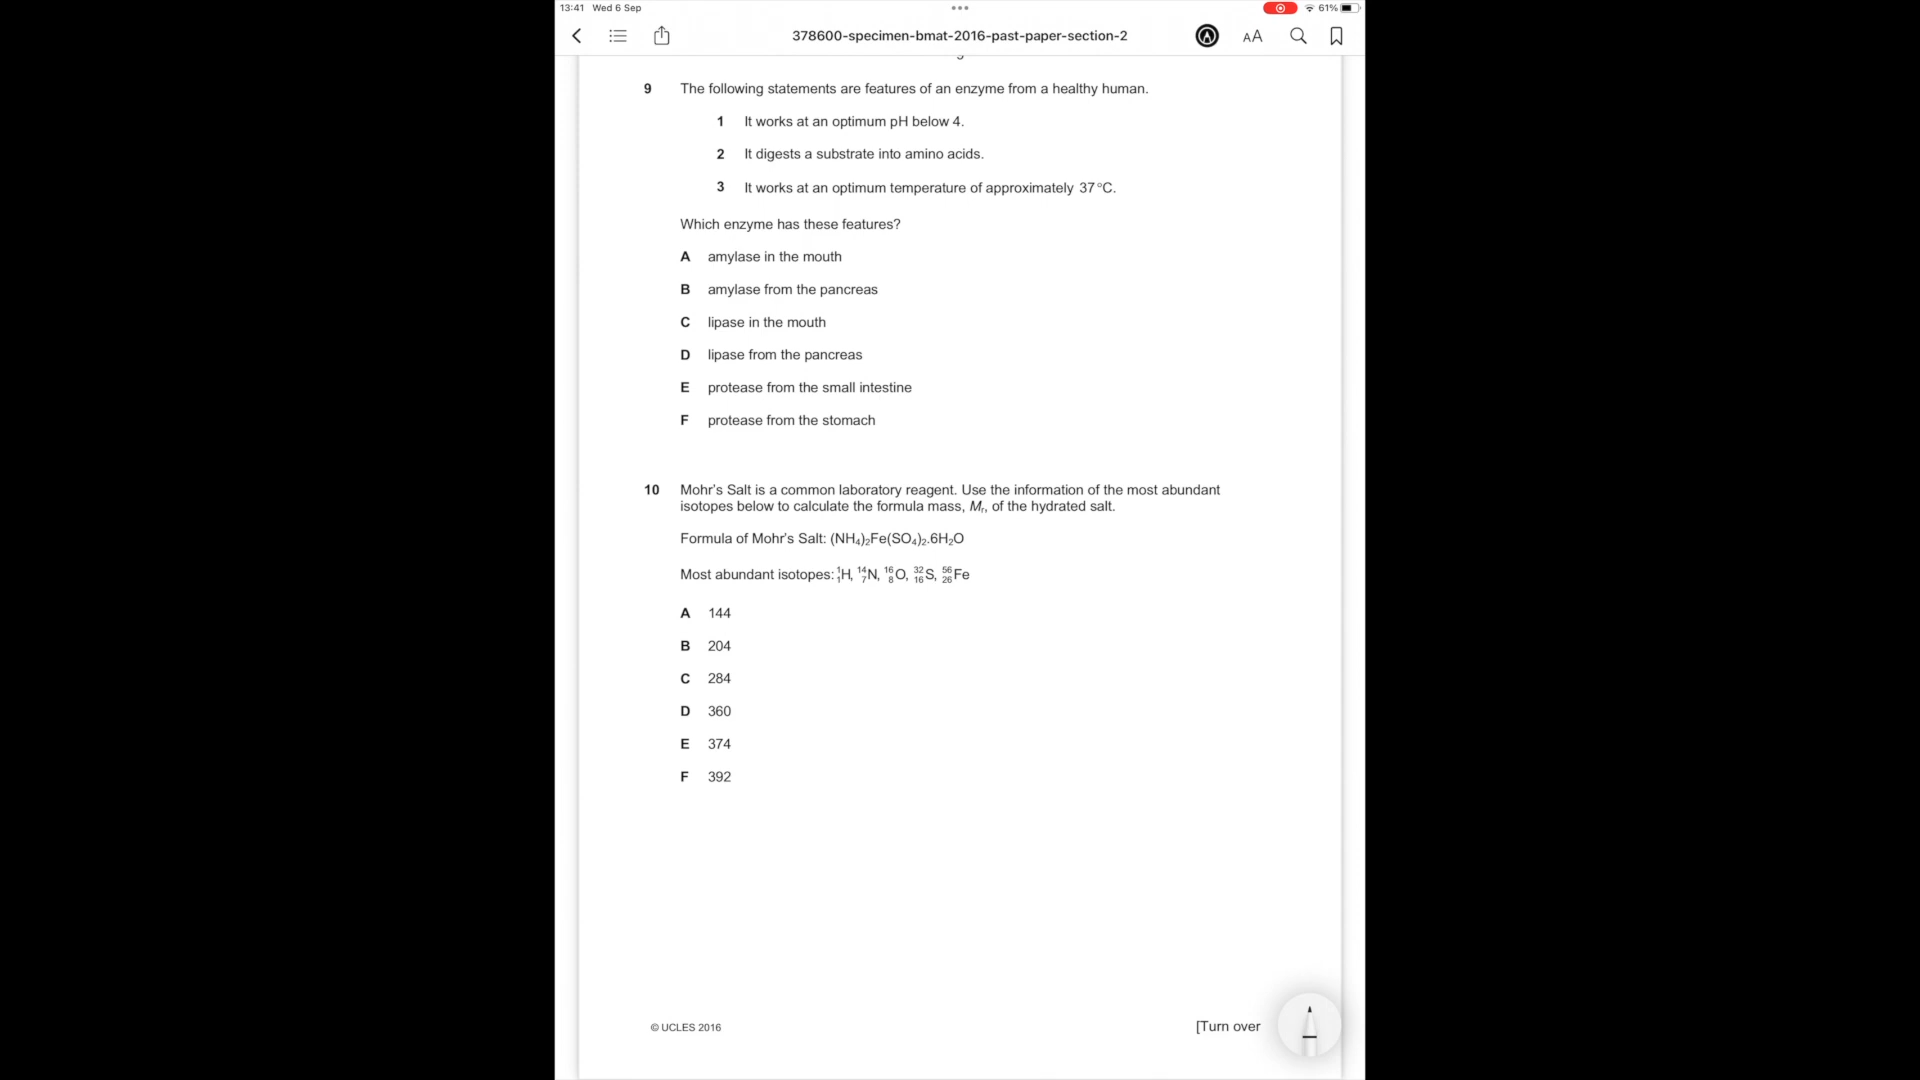 13:41 Wed 6 Sep
61%
378600-specimen-bmat-2016-past-paper-section-2
AA
9 The following statements are features of an enzyme from a healthy human.
1 It works at an optimum pH below 4.
2 It digests a substrate into amino acids.
3 It works at an optimum temperature of approximately 37 °C.
Which enzyme has these features?
A amylase in the mouth
B amylase from the pancreas
C lipase in the mouth
D lipase from the pancreas
E protease from the small intestine
F protease from the stomach
10 Mohr's Salt is a common laboratory reagent. Use the information of the most abundant
isotopes below to calculate the formula mass, Mᵣ, of the hydrated salt.
Formula of Mohr's Salt: (NH₄)₂Fe(SO₄)₂.6H₂O
Most abundant isotopes: ¹₁H, ¹⁴₇N, ¹⁶₈O, ³²₁₆S, ⁵⁶₂₆Fe
A 144
B 204
C 284
D 360
E 374
F 392
© UCLES 2016
[Turn over